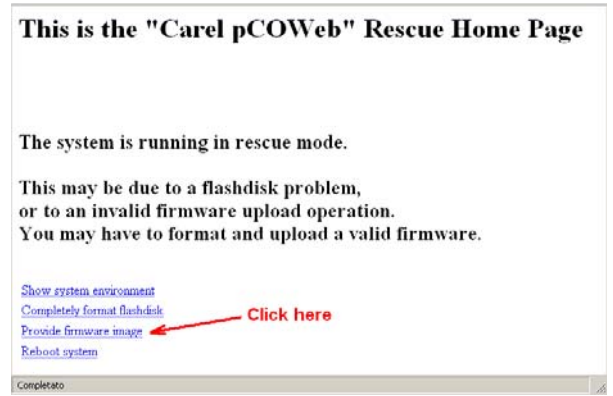 This is the "Carel pCOWeb" Rescue Home Page
The system is running in rescue mode.
This may be due to a flashdisk problem,
or to an invalid firmware upload operation.
You may have to format and upload a valid firmware.
Show system environment
Completely format flashdisk
Click here
Provide firmware image
Reboot system
Completato